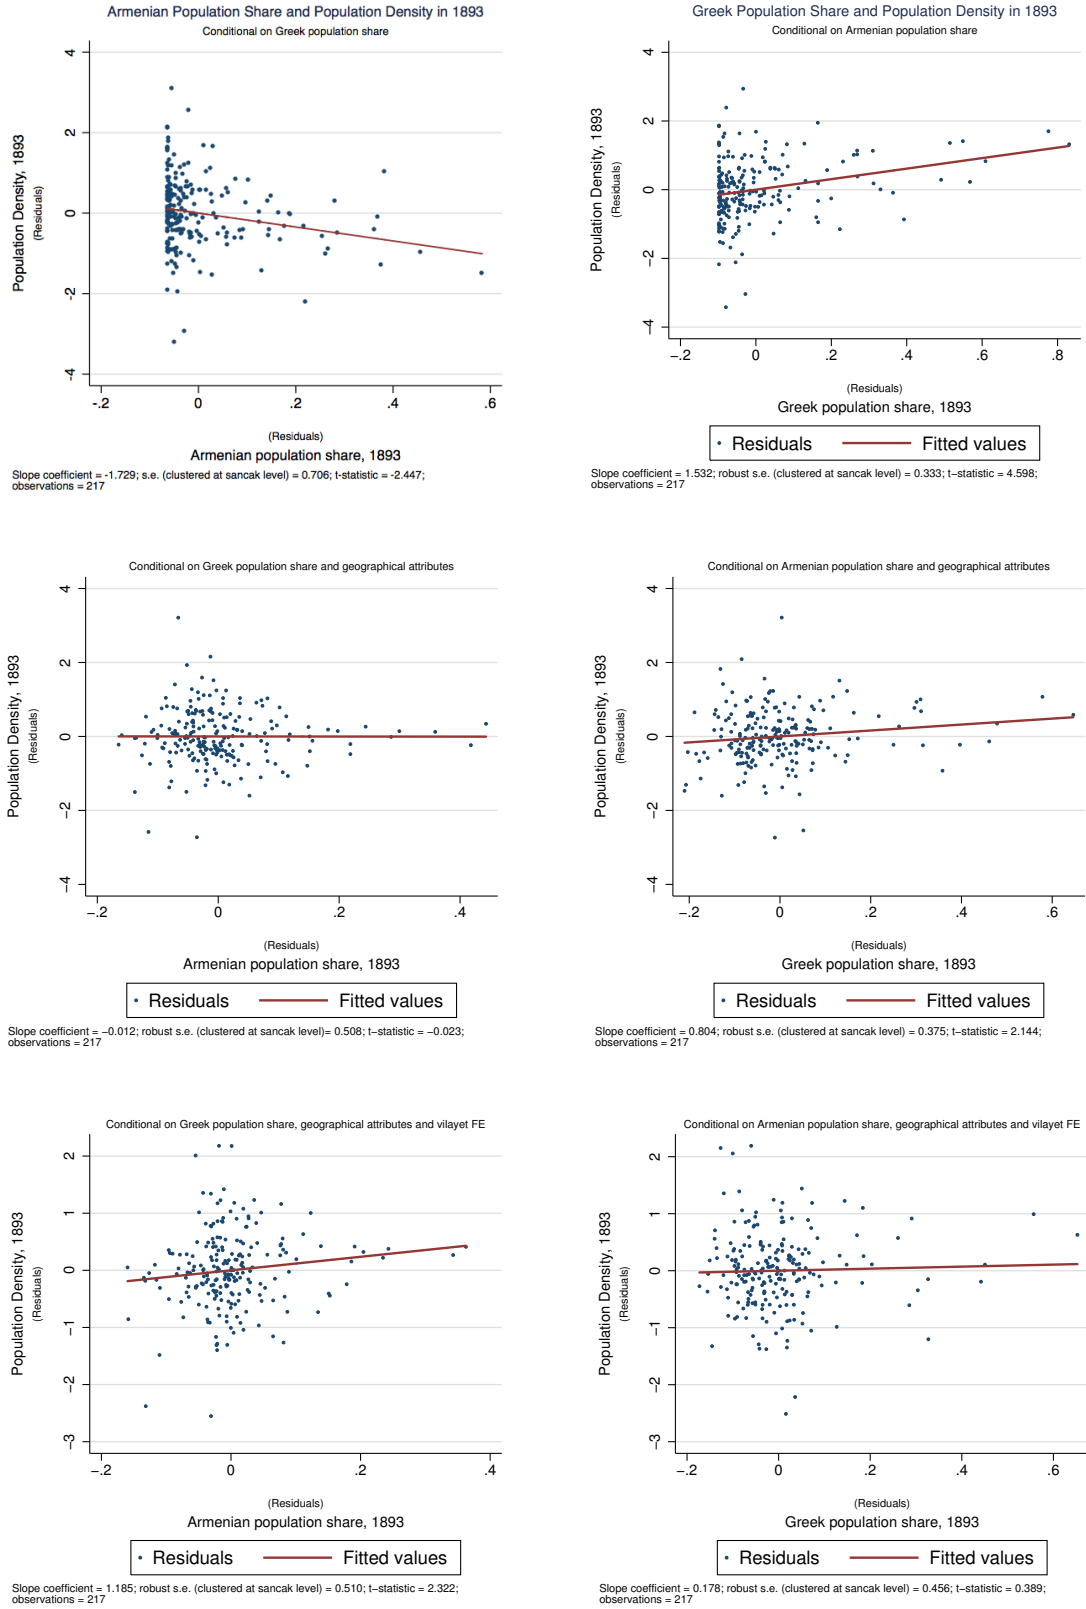 Armenian Population Share and Population Density in 1893
Conditional on Greek population share
Population Density, 1893
(Residuals)
4
2
0
-2
-4
-.2
0
.2
.4
.6
(Residuals)
Armenian population share, 1893
Slope coefficient = -1.729; s.e. (clustered at sancak level) = 0.706; t-statistic = -2.447;
observations = 217
Greek Population Share and Population Density in 1893
Conditional on Armenian population share
Population Density, 1893
(Residuals)
4
2
0
−2
−4
−.2
0
.2
.4
.6
.8
(Residuals)
Greek population share, 1893
Residuals
Fitted values
Slope coefficient = 1.532; robust s.e. (clustered at sancak level) = 0.333; t−statistic = 4.598;
observations = 217
Conditional on Greek population share and geographical attributes
Population Density, 1893
(Residuals)
4
2
0
−2
−4
−.2
0
.2
.4
(Residuals)
Armenian population share, 1893
Residuals
Fitted values
Slope coefficient = −0.012; robust s.e. (clustered at sancak level)= 0.508; t−statistic = −0.023;
observations = 217
Conditional on Armenian population share and geographical attributes
Population Density, 1893
(Residuals)
4
2
0
−2
−4
−.2
0
.2
.4
.6
(Residuals)
Greek population share, 1893
Residuals
Fitted values
Slope coefficient = 0.804; robust s.e. (clustered at sancak level) = 0.375; t−statistic = 2.144;
observations = 217
Conditional on Greek population share, geographical attributes and vilayet FE
Population Density, 1893
(Residuals)
2
1
0
−1
−2
−3
−.2
0
.2
.4
(Residuals)
Armenian population share, 1893
Residuals
Fitted values
Slope coefficient = 1.185; robust s.e. (clustered at sancak level) = 0.510; t−statistic = 2.322;
observations = 217
Conditional on Armenian population share, geographical attributes and vilayet FE
Population Density, 1893
(Residuals)
2
1
0
−1
−2
−3
−.2
0
.2
.4
.6
(Residuals)
Greek population share, 1893
Residuals
Fitted values
Slope coefficient = 0.178; robust s.e. (clustered at sancak level) = 0.456; t−statistic = 0.389;
observations = 217